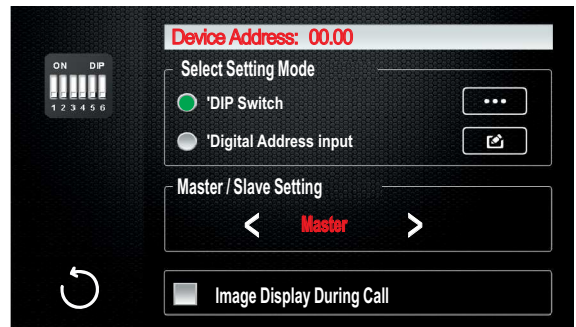 Device Address: 00.00
ON DIP
1 2 3 4 5 6
Select Setting Mode
'DIP Switch
'Digital Address input
Master / Slave Setting
< Master >
Image Display During Call